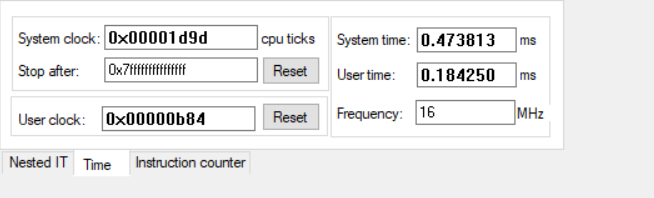 System clock: 0x00001d9d cpu ticks
Stop after: 0x7fffffffffffffff Reset
User clock: 0x00000b84 Reset
System time: 0.473813 ms
User time: 0.184250 ms
Frequency: 16 MHz
Nested IT Time Instruction counter